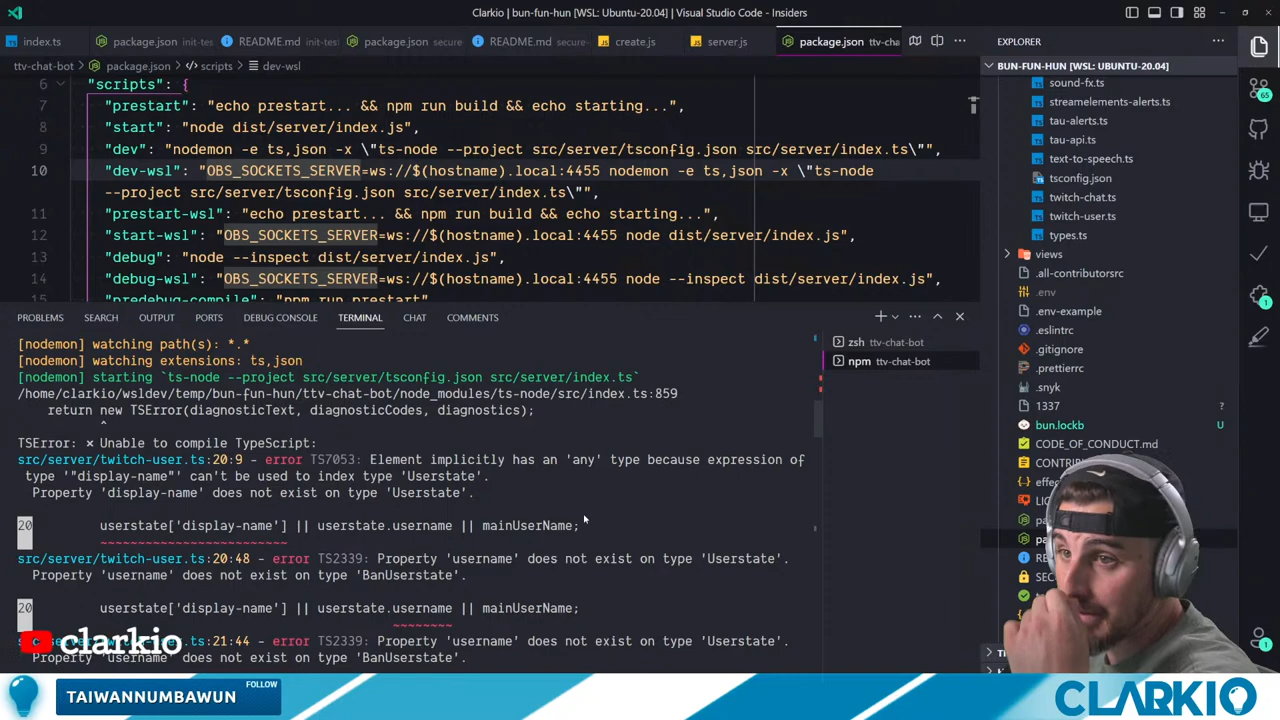 Clarkio | bun-fun-hun [WSL: Ubuntu-20.04] | Visual Studio Code - Insiders
index.ts
package.json init-tes
README.md init-test
package.json secure
README.md secure-
create.js
server.js
package.json ttv-cha
EXPLORER
ttv-chat-bot > package.json > scripts > dev-wsl
BUN-FUN-HUN [WSL: UBUNTU-20.04]
6 "scripts": {
7 "prestart": "echo prestart... && npm run build && echo starting...",
8 "start": "node dist/server/index.js",
9 "dev": "nodemon -e ts,json -x \"ts-node --project src/server/tsconfig.json src/server/index.ts\"",
10 "dev-wsl": "OBS_SOCKETS_SERVER=ws://$(hostname).local:4455 nodemon -e ts,json -x \"ts-node
--project src/server/tsconfig.json src/server/index.ts\"",
11 "prestart-wsl": "echo prestart... && npm run build && echo starting...",
12 "start-wsl": "OBS_SOCKETS_SERVER=ws://$(hostname).local:4455 node dist/server/index.js",
13 "debug": "node --inspect dist/server/index.js",
14 "debug-wsl": "OBS_SOCKETS_SERVER=ws://$(hostname).local:4455 node --inspect dist/server/index.js",
15 "predebug-compile": "npm run prestart",
PROBLEMS
SEARCH
OUTPUT
PORTS
DEBUG CONSOLE
TERMINAL
CHAT
COMMENTS
zsh ttv-chat-bot
npm ttv-chat-bot
[nodemon] watching path(s): *.*
[nodemon] watching extensions: ts,json
[nodemon] starting `ts-node --project src/server/tsconfig.json src/server/index.ts`
/home/clarkio/wsldev/temp/bun-fun-hun/ttv-chat-bot/node_modules/ts-node/src/index.ts:859
return new TSError(diagnosticText, diagnosticCodes, diagnostics);
^
TSError: ⨯ Unable to compile TypeScript:
src/server/twitch-user.ts:20:9 - error TS7053: Element implicitly has an 'any' type because expression of
type '"display-name"' can't be used to index type 'Userstate'.
Property 'display-name' does not exist on type 'Userstate'.
20 userstate['display-name'] || userstate.username || mainUserName;
~~~~~~~~~~~~~~~~~~~~~~~~~
src/server/twitch-user.ts:20:48 - error TS2339: Property 'username' does not exist on type 'Userstate'.
Property 'username' does not exist on type 'BanUserstate'.
20 userstate['display-name'] || userstate.username || mainUserName;
~~~~~~~~
-user.ts:21:44 - error TS2339: Property 'username' does not exist on type 'Userstate'.
Property 'username' does not exist on type 'BanUserstate'.
sound-fx.ts
streamelements-alerts.ts
tau-alerts.ts
tau-api.ts
text-to-speech.ts
tsconfig.json
twitch-chat.ts
twitch-user.ts
types.ts
views
.all-contributorsrc
.env
.env-example
.eslintrc
.gitignore
.prettierrc
.snyk
1337 ?
bun.lockb U
CODE_OF_CONDUCT.md
65
1
1
clarkio
TAIWANNUMBAWUN
FOLLOW
CLARKIO